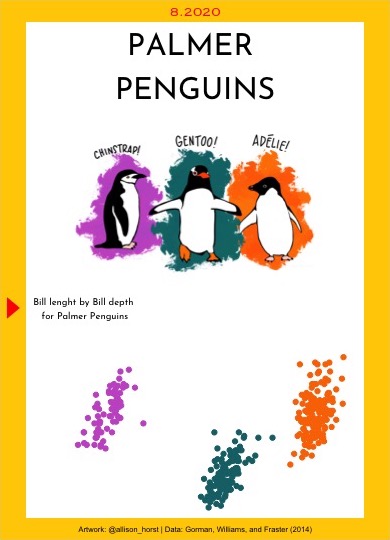 8.2020
PALMER
PENGUINS
CHINSTRAP! GENTOO! ADÉLIE!
Bill lenght by Bill depth
for Palmer Penguins
Artwork: @allison_horst | Data: Gorman, Williams, and Fraster (2014)